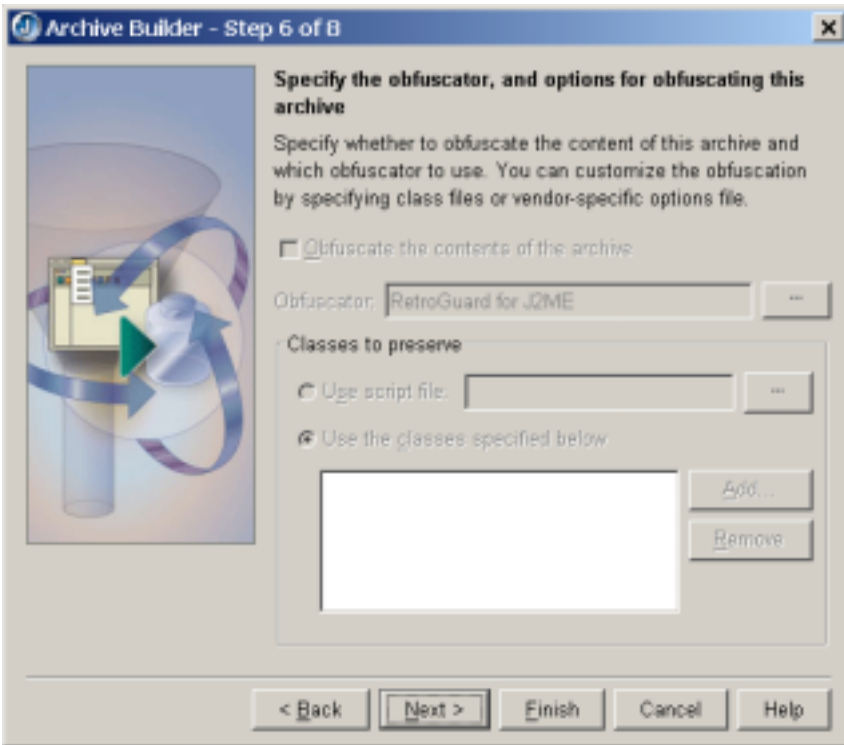 Archive Builder - Step 6 of 8
Specify the obfuscator, and options for obfuscating this
archive
Specify whether to obfuscate the content of this archive and
which obfuscator to use. You can customize the obfuscation
by specifying class files or vendor-specific options file.
Obfuscate the contents of the archive
Obfuscator: RetroGuard for J2ME ...
Classes to preserve
Use script file: ...
Use the classes specified below
Add...
Remove
< Back Next > Finish Cancel Help